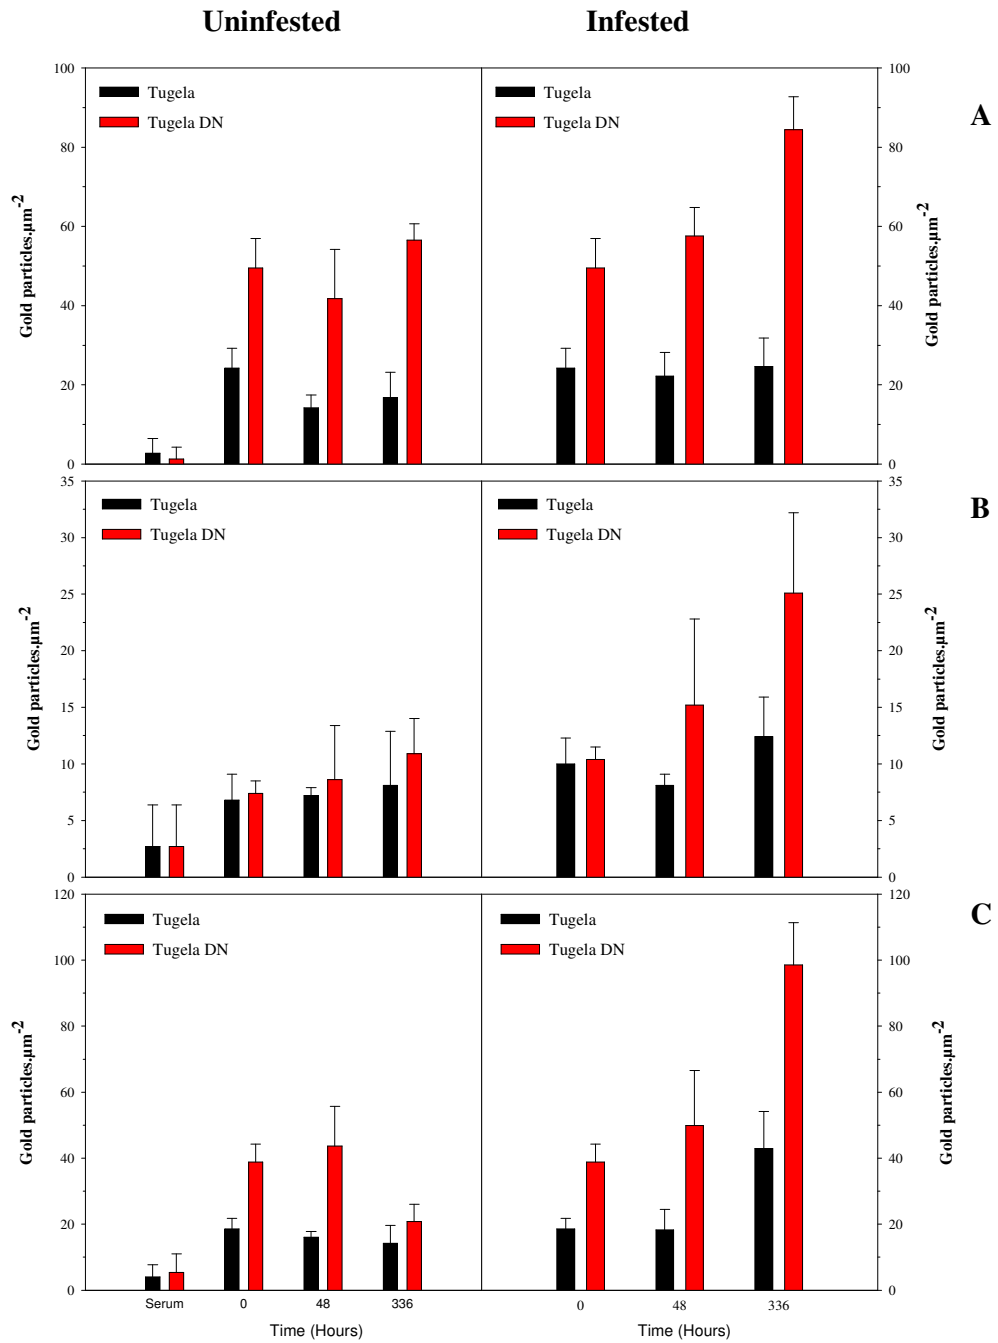 Uninfested
Infested
A
100
80
60
40
20
0
Gold particles.µm-2
Tugela
Tugela DN
Tugela
Tugela DN
100
80
60
40
20
0
Gold particles.µm-2
B
35
30
25
20
15
10
5
0
Gold particles.µm-2
Tugela
Tugela DN
Tugela
Tugela DN
35
30
25
20
15
10
5
0
Gold particles.µm-2
C
120
100
80
60
40
20
0
Gold particles.µm-2
Tugela
Tugela DN
Tugela
Tugela DN
120
100
80
60
40
20
0
Gold particles.µm-2
Serum 0 48 336
Time (Hours)
0 48 336
Time (Hours)